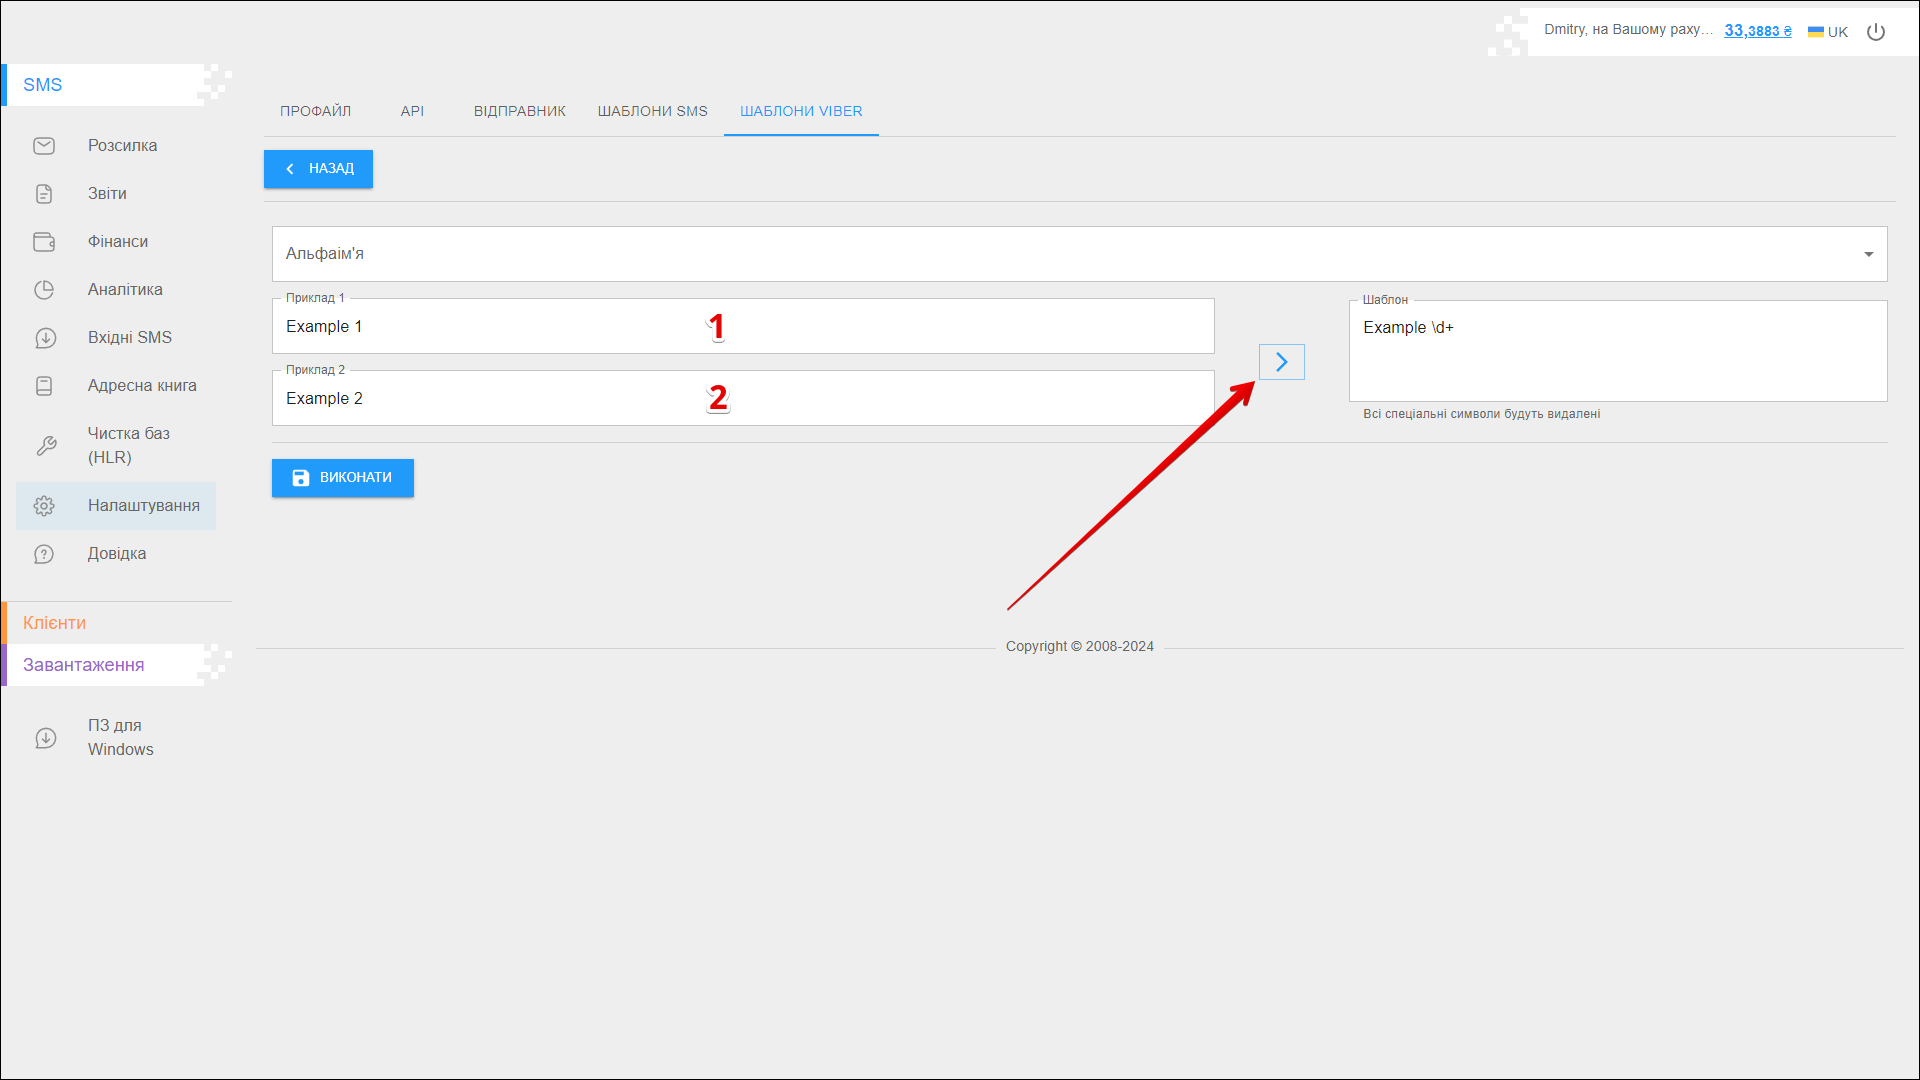 Dmitry, на Вашому раху... 33,3883 ₴ UK
SMS
Розсилка
Звіти
Фінанси
Аналітика
Вхідні SMS
Адресна книга
Чистка баз
(HLR)
Налаштування
Довідка
Клієнти
Завантаження
ПЗ для
Windows
ПРОФАЙЛ API ВІДПРАВНИК ШАБЛОНИ SMS ШАБЛОНИ VIBER
НАЗАД
Альфаім'я
Приклад 1
Example 1
1
Приклад 2
Example 2
2
Шаблон
Example \d+
Всі спеціальні символи будуть видалені
ВИКОНАТИ
Copyright © 2008-2024